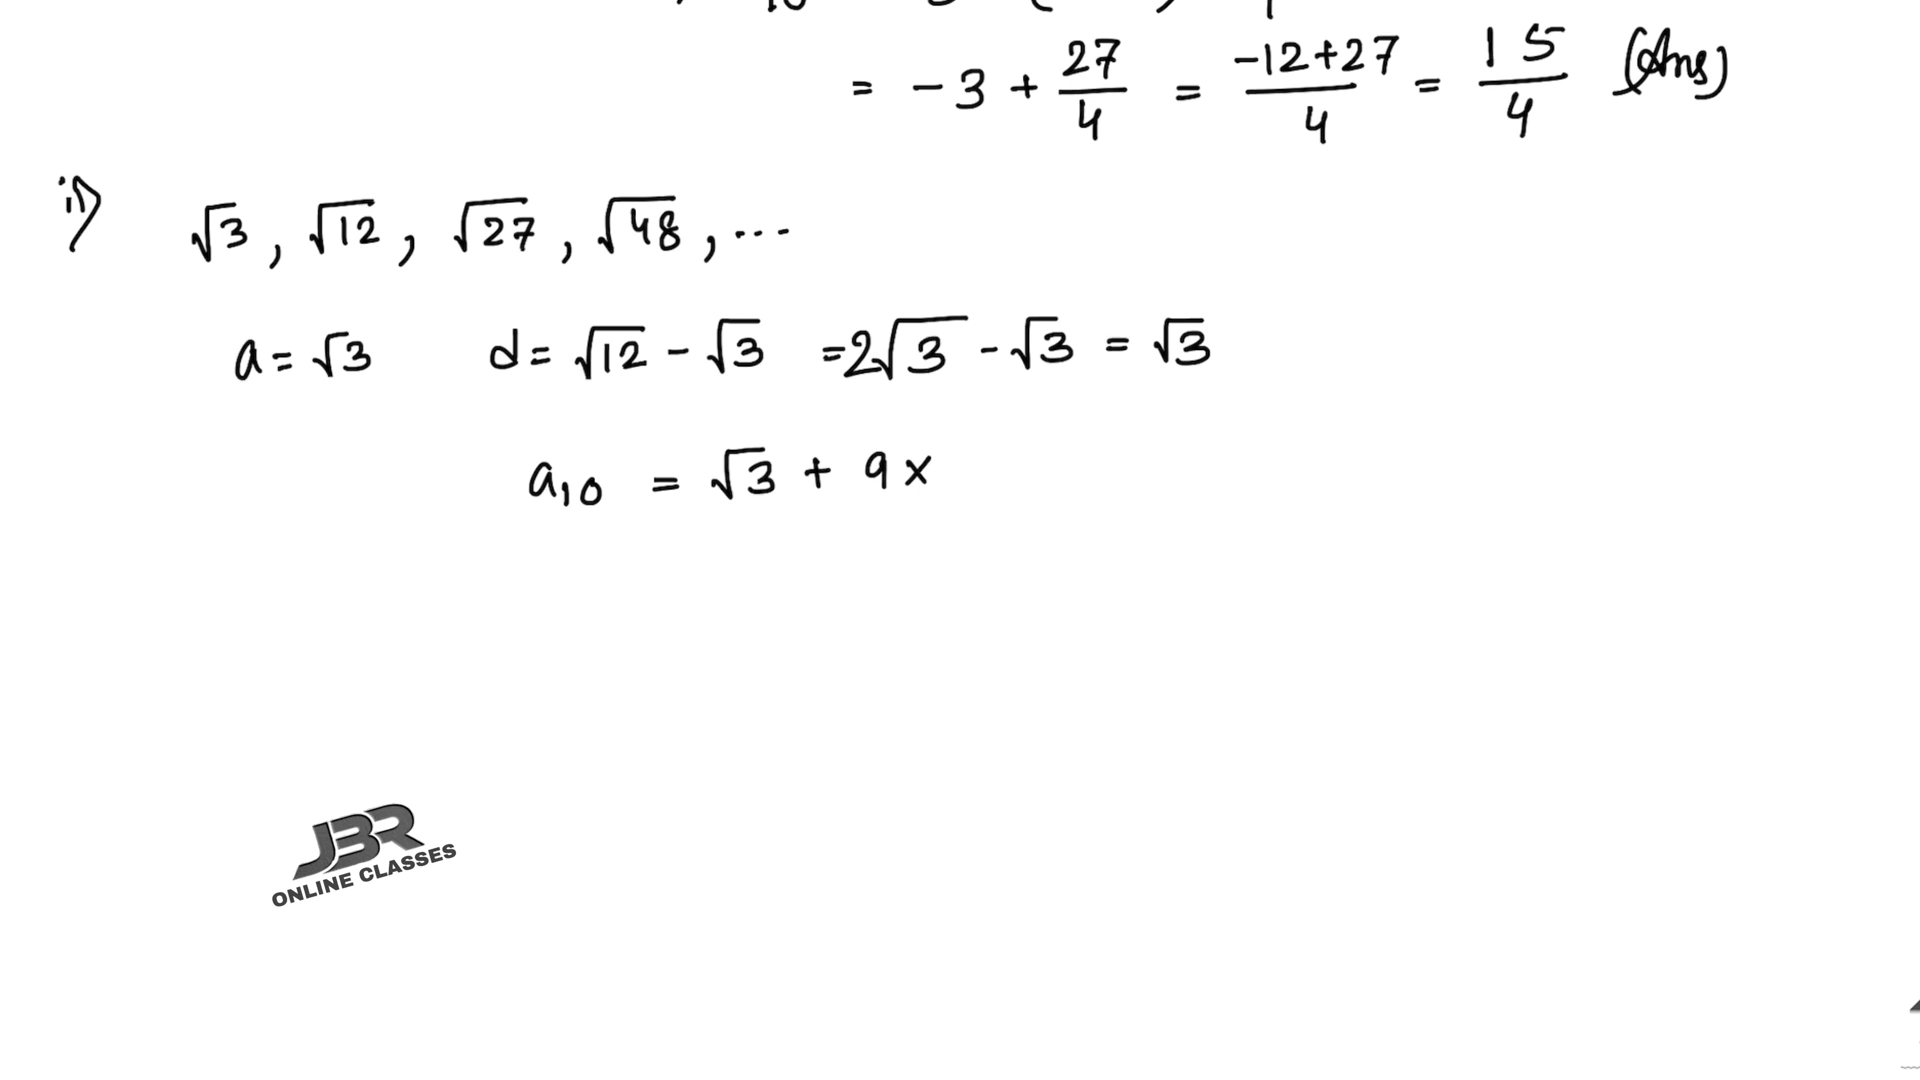 = -3 + 27/4 = -12+27/4 = 15/4 (Ans)
ii)
√3, √12, √27, √48, ...
a = √3 d = √12 - √3 = 2√3 - √3 = √3
a₁₀ = √3 + 9 ×
JBR
ONLINE CLASSES